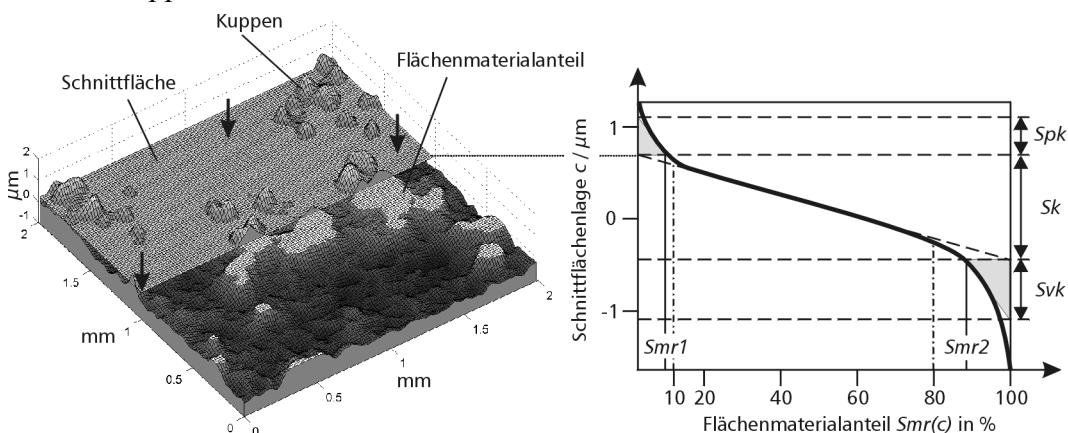 Kuppen
Flächenmaterialanteil
Schnittfläche
2
1
0
-1
µm
2
1.5
mm
1
0.5
0
0
0.5
1
mm
1.5
2
Schnittflächenlage c / µm
1
0
-1
Spk
Sk
Svk
Smr1
Smr2
10 20 40 60 80 100
Flächenmaterialanteil Smr(c) in %